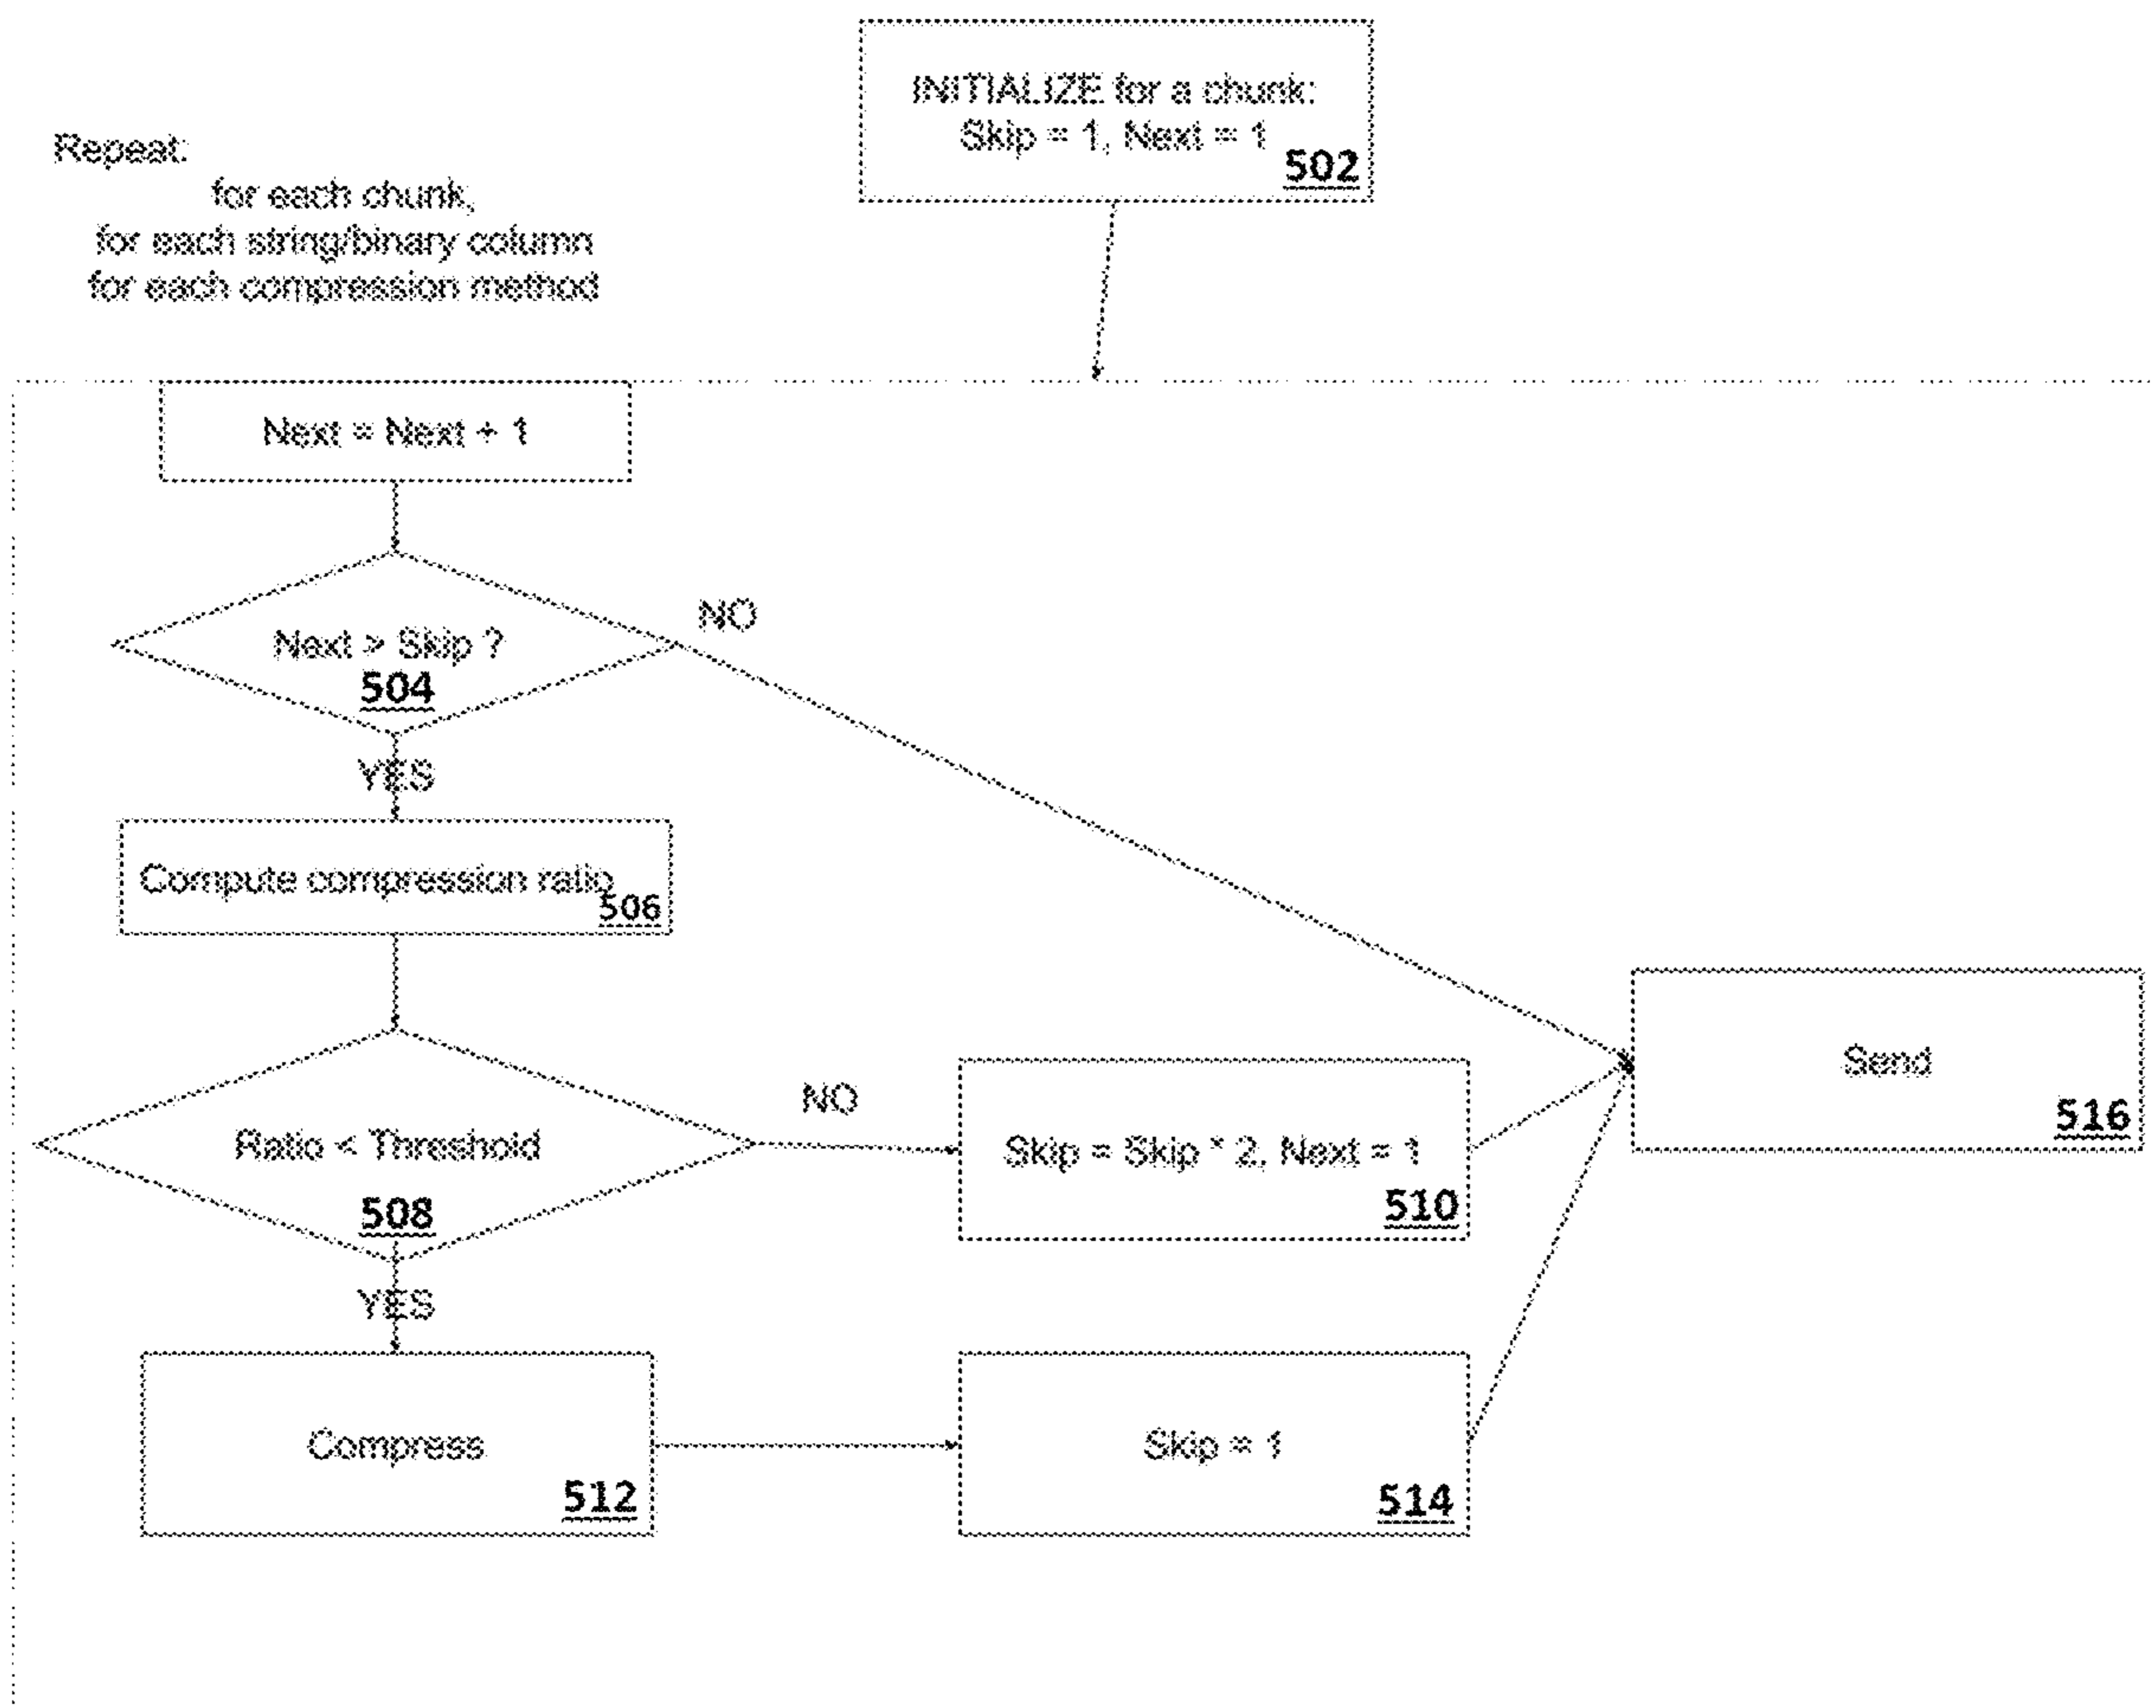 INITIALIZE for a chunk:
Skip = 1, Next = 1
502
Repeat:
for each chunk,
for each string/binary column
for each compression method
Next = Next + 1
Next > Skip ?
504
NO
YES
Compute compression ratio
506
Ratio < Threshold
508
NO
Skip = Skip * 2, Next = 1
510
Send
516
YES
Compress
512
Skip = 1
514